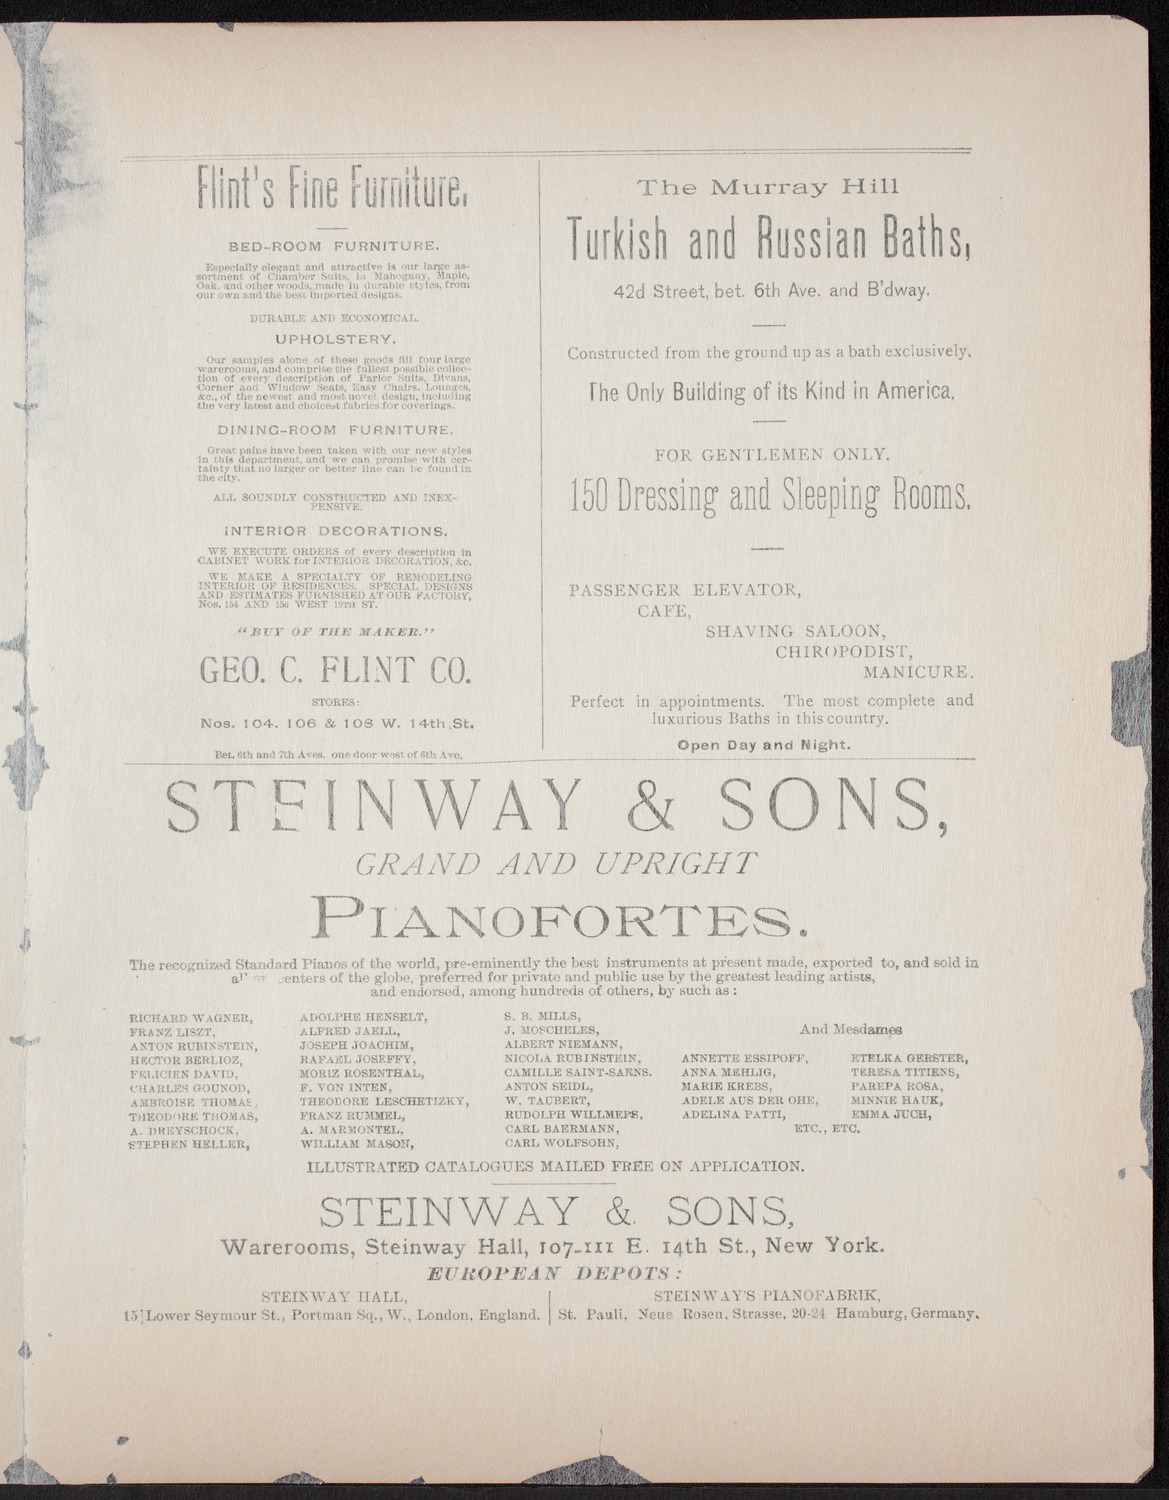 Flint's Fine Furniture.
BED-ROOM FURNITURE.
Especially elegant and attractive is our large as-
sortment of Chamber Suits, in Mahogany, Maple,
Oak, and other woods, made in durable styles, from
our own and the best imported designs.
DURABLE AND ECONOMICAL.
UPHOLSTERY.
Our samples alone of these goods fill four large
warerooms, and comprise the fullest possible collec-
tion of every description of Parlor Suits, Divans,
Corner and Window Seats, Easy Chairs, Lounges,
&c., of the newest and most novel design, including
the very latest and choicest fabrics for coverings.
DINING-ROOM FURNITURE.
Great pains have been taken with our new styles
in this department, and we can promise with cer-
tainty that no larger or better line can be found in
the city.
ALL SOUNDLY CONSTRUCTED AND INEX-
PENSIVE.
INTERIOR DECORATIONS.
WE EXECUTE ORDERS of every description in
CABINET WORK for INTERIOR DECORATION, &c.
WE MAKE A SPECIALTY OF REMODELING
INTERIOR OF RESIDENCES. SPECIAL DESIGNS
AND ESTIMATES FURNISHED AT OUR FACTORY,
Nos. 154 AND 156 WEST 19TH ST.
"BUY OF THE MAKER."
GEO. C. FLINT CO.
STORES:
Nos. 104. 106 & 108 W. 14th St.
Bet. 6th and 7th Aves. one door west of 6th Ave.
The Murray Hill
Turkish and Russian Baths,
42d Street, bet. 6th Ave. and B'dway.
Constructed from the ground up as a bath exclusively.
The Only Building of its Kind in America.
FOR GENTLEMEN ONLY.
150 Dressing and Sleeping Rooms.
PASSENGER ELEVATOR,
CAFE,
SHAVING SALOON,
CHIROPODIST,
MANICURE.
Perfect in appointments. The most complete and
luxurious Baths in this country.
Open Day and Night.
STEINWAY & SONS,
GRAND AND UPRIGHT
PIANOFORTES.
The recognized Standard Pianos of the world, pre-eminently the best instruments at present made, exported to, and sold in
centers of the globe, preferred for private and public use by the greatest leading artists,
and endorsed, among hundreds of others, by such as :
RICHARD WAGNER,
FRANZ LISZT,
ANTON RUBINSTEIN,
HECTOR BERLIOZ,
FELICIEN DAVID,
CHARLES GOUNOD,
AMBROISE THOMAS,
THEODORE THOMAS,
A. DREYSCHOCK,
STEPHEN HELLER,
ADOLPHE HENSELT,
ALFRED JAELL,
JOSEPH JOACHIM,
RAFAEL JOSEFFY,
MORIZ ROSENTHAL,
F. VON INTEN,
THEODORE LESCHETIZKY,
FRANZ RUMMEL,
A. MARMONTEL,
WILLIAM MASON,
S. B. MILLS,
J. MOSCHELES,
ALBERT NIEMANN,
NICOLA RUBINSTEIN,
CAMILLE SAINT-SAENS.
ANTON SEIDL,
W. TAUBERT,
RUDOLPH WILLMERS,
CARL BAERMANN,
CARL WOLFSOHN,
And Mesdames
ANNETTE ESSIPOFF,
ANNA MEHLIG,
MARIE KREBS,
ADELE AUS DER OHE,
ADELINA PATTI,
ETELKA GERSTER,
TERESA TITIENS,
PAREPA ROSA,
MINNIE HAUK,
EMMA JUCH,
ETC., ETC.
ILLUSTRATED CATALOGUES MAILED FREE ON APPLICATION.
STEINWAY & SONS,
Warerooms, Steinway Hall, 107-111 E. 14th St., New York.
EUROPEAN DEPOTS :
STEINWAY HALL,
15 Lower Seymour St., Portman Sq., W., London, England.
STEINWAY'S PIANOFABRIK,
St. Pauli, Neue Rosen, Strasse, 20-24 Hamburg, Germany.